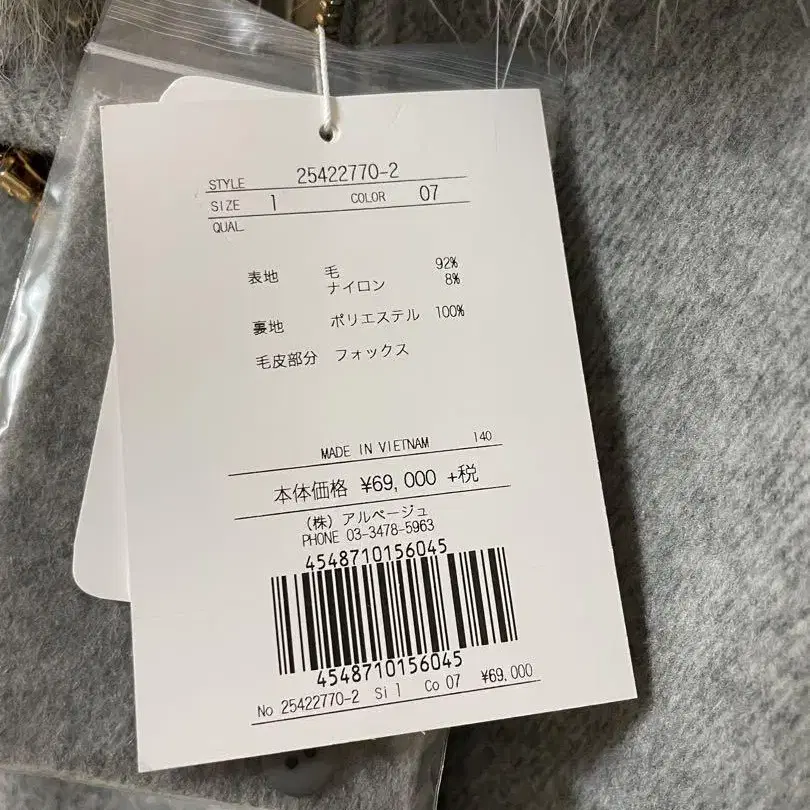 STYLE 25422770-2
SIZE 1 COLOR 07
QUAL
表地 毛 92%
ナイロン 8%
裏地 ポリエステル 100%
毛皮部分 フォックス
MADE IN VIETNAM 140
本体価格 ¥69,000 +税
(株) アルページュ
PHONE 03-3478-5963
4548710156045
4548710156045
No 25422770-2 Si 1 Co 07 ¥69,000